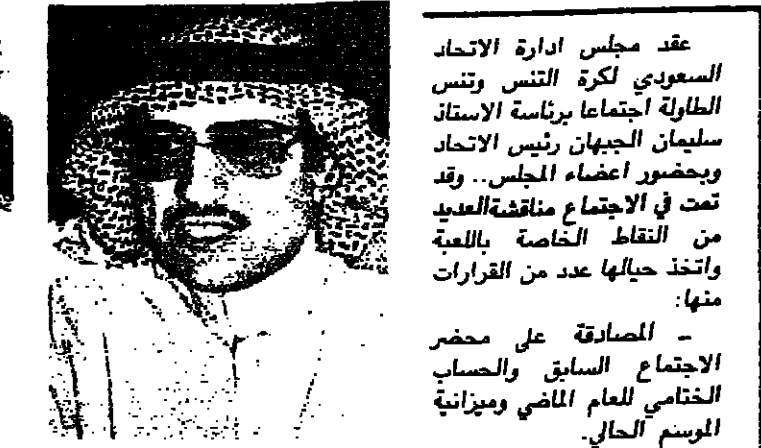 عقد مجلس ادارة الاتحاد
السعودي لكرة التنس وتنس
الطاولة اجتماعا برئاسة الاستاذ
سليمان الجبهان رئيس الاتحاد
وبحضور اعضاء المجلس.. وقد
تمت في الاجتماع مناقشة العديد
من النقاط الخاصة باللعبة
واتخذ حيالها عدد من القرارات
منها:
ـ المصادقة على محضر
الاجتماع السابق والحساب
الختامي للعام الماضي وميزانية
الموسم الحالي.